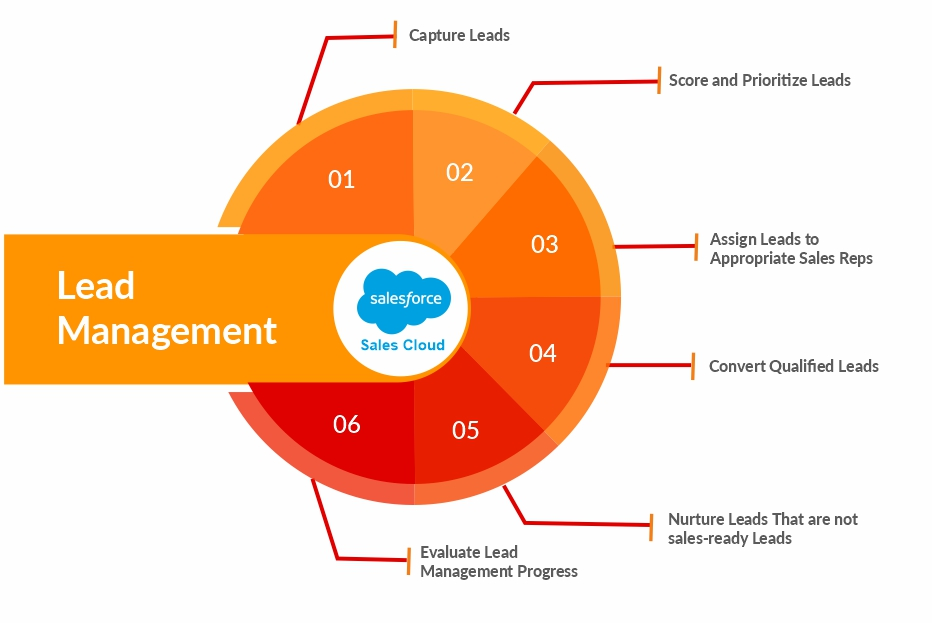 Capture Leads
Score and Prioritize Leads
01
02
03
Assign Leads to
Appropriate Sales Reps
Lead
Management
salesforce
Sales Cloud
04
Convert Qualified Leads
06
05
Nurture Leads That are not
sales-ready Leads
Evaluate Lead
Management Progress